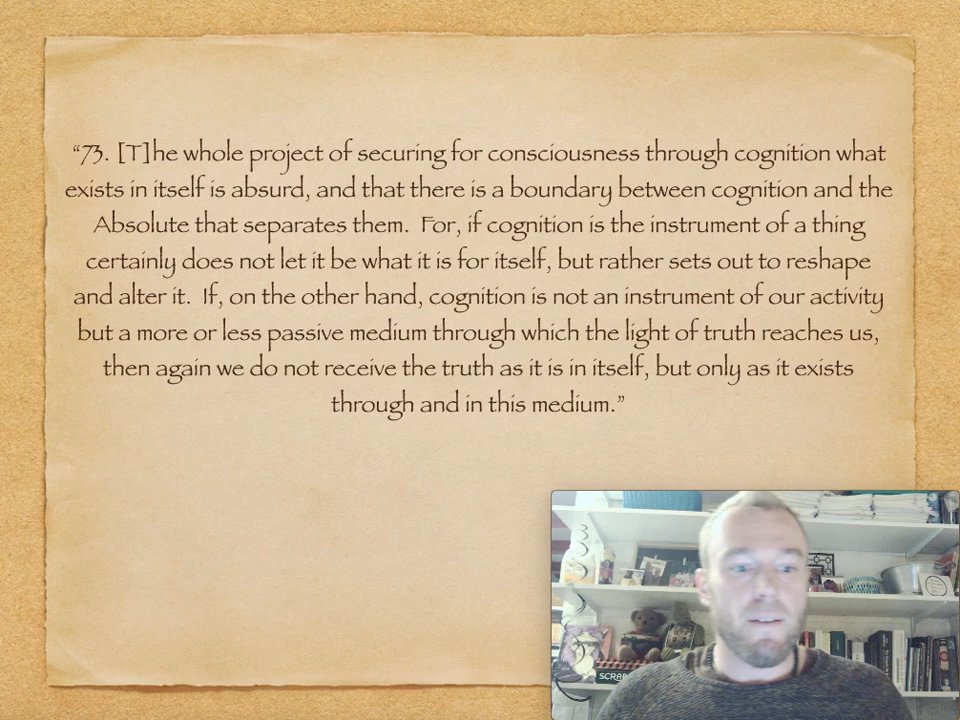 “73. [T]he whole project of securing for consciousness through cognition what
exists in itself is absurd, and that there is a boundary between cognition and the
Absolute that separates them. For, if cognition is the instrument of a thing
certainly does not let it be what it is for itself, but rather sets out to reshape
and alter it. If, on the other hand, cognition is not an instrument of our activity
but a more or less passive medium through which the light of truth reaches us,
then again we do not receive the truth as it is in itself, but only as it exists
through and in this medium.”
SCRAB